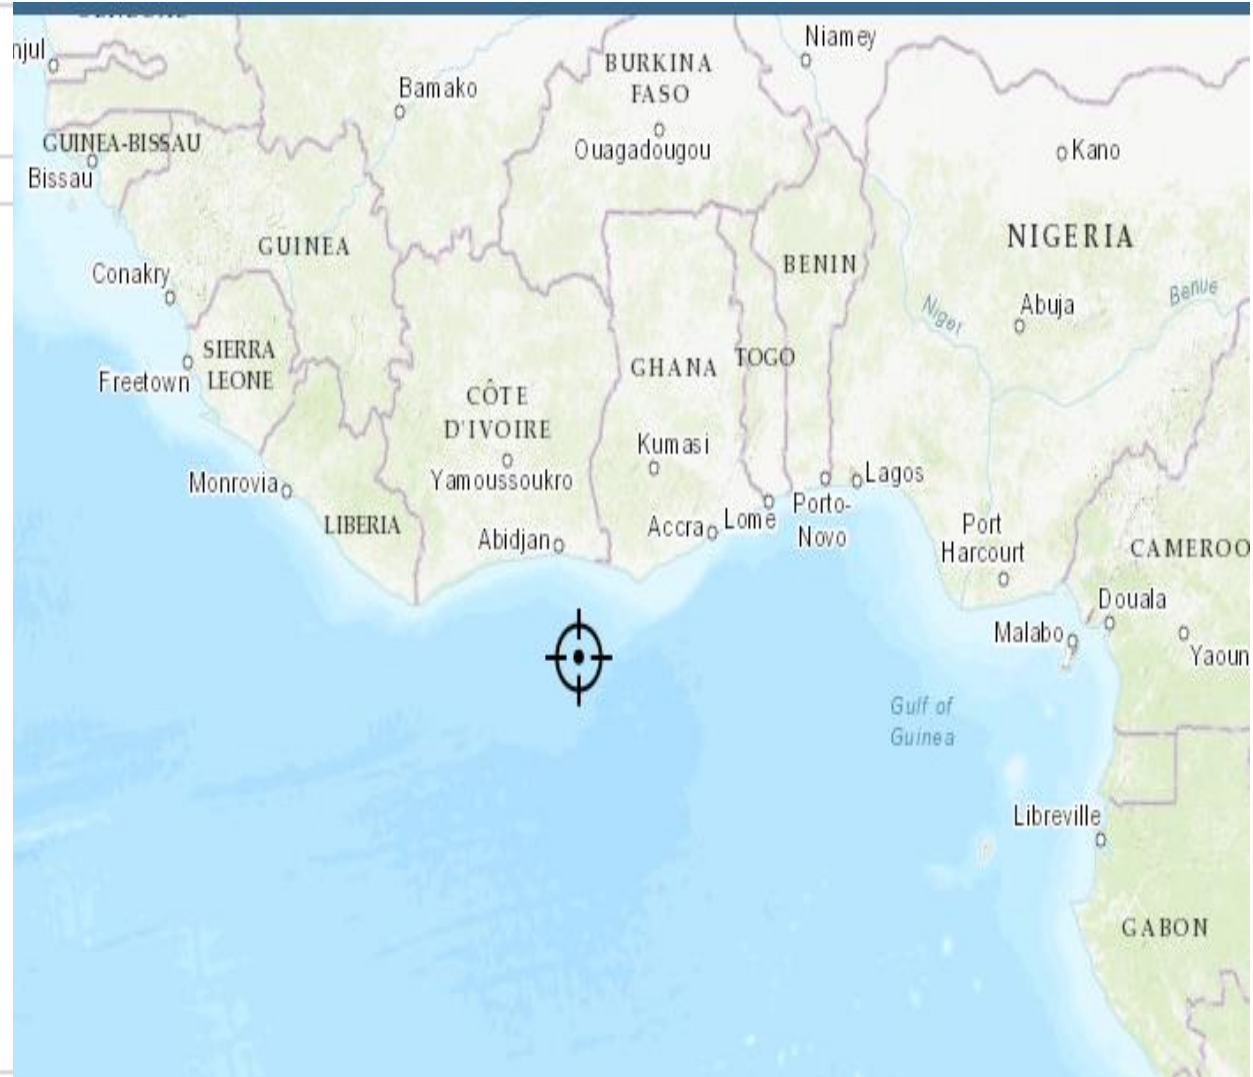 njul
Niamey
BURKINA
FASO
Bamako
Ouagadougou
Kano
GUINEA-BISSAU
Bissau
NIGERIA
GUINEA
BENIN
Conakry
Benue
Abuja
Niger
SIERRA
LEONE
Freetown
GHANA
TOGO
CÔTE
D'IVOIRE
Kumasi
Yamoussoukro
Lagos
Monrovia
Porto-
Novo
LIBERIA
Lome
Accra
Abidjan
Port
Harcourt
CAMEROO
Douala
Malabo
Yaoun
Gulf of
Guinea
Libreville
GABON